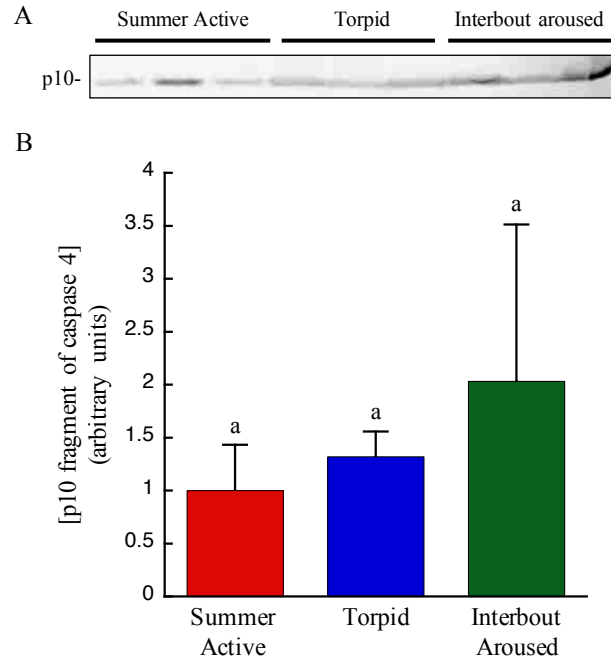 A
Summer Active Torpid Interbout aroused
p10-
B
[p10 fragment of caspase 4]
(arbitrary units)
4
3.5
3
2.5
2
1.5
1
0.5
0
a
a
a
Summer
Active
Torpid
Interbout
Aroused